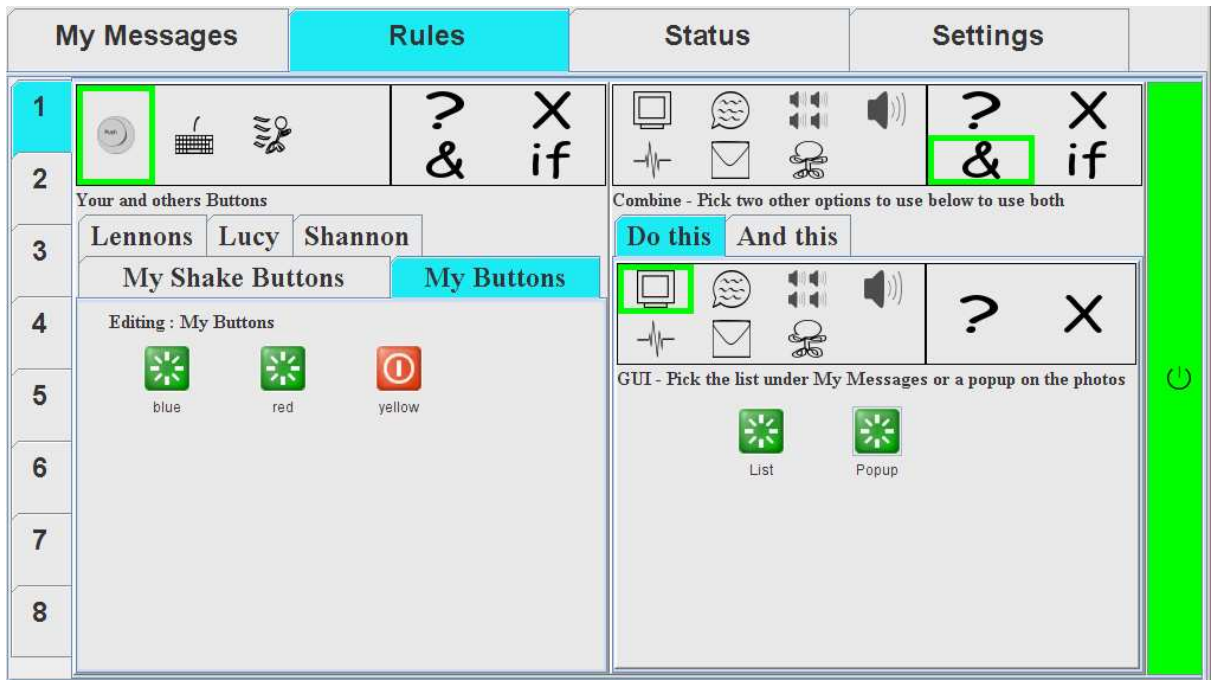 My Messages Rules Status Settings
1
2
3
4
5
6
7
8
Push
? X
& if
Your and others Buttons
Lennons Lucy Shannon
My Shake Buttons My Buttons
Editing : My Buttons
blue red yellow
? X
& if
Combine - Pick two other options to use below to use both
Do this And this
? X
GUI - Pick the list under My Messages or a popup on the photos
List Popup